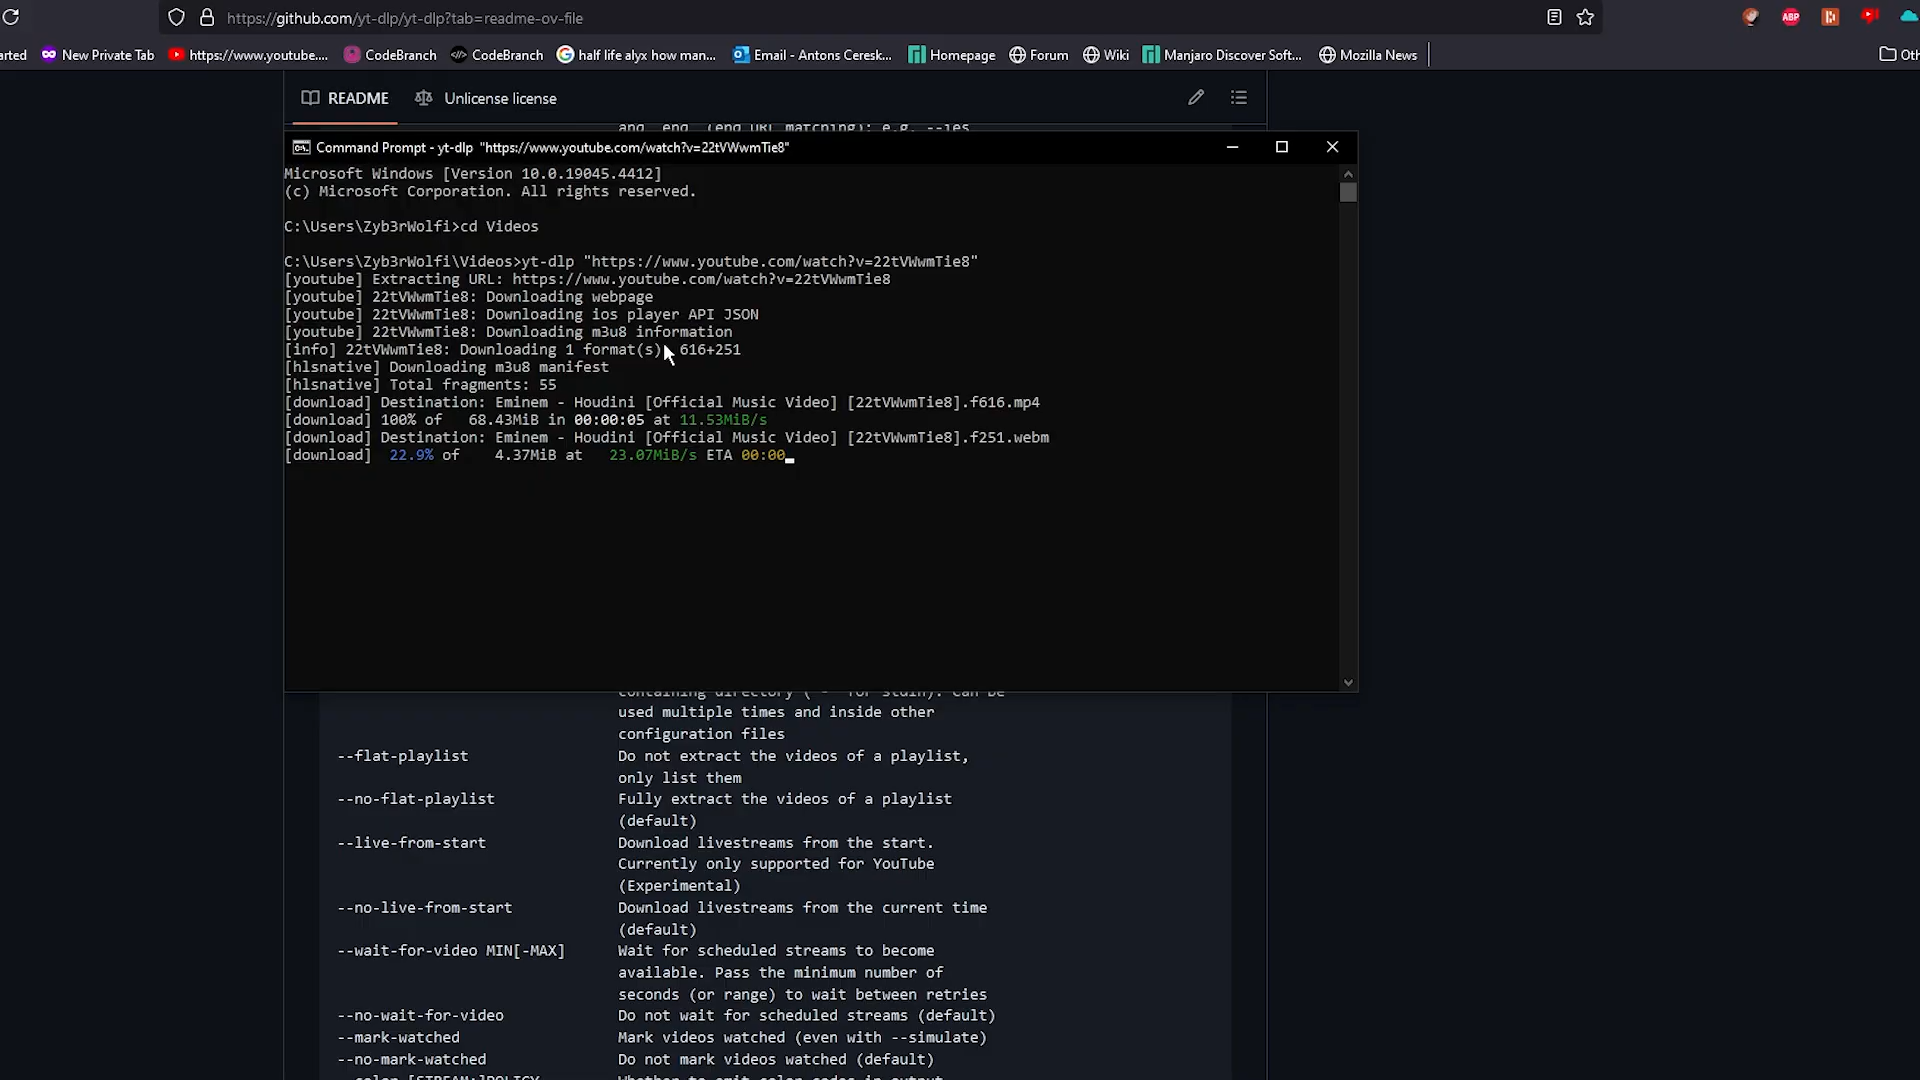 https://github.com/yt-dlp/yt-dlp?tab=readme-ov-file
ABP
arted New Private Tab https://www.youtube.... CodeBranch CodeBranch half life alyx how man... Email - Antons Ceresk... Homepage Forum Wiki Manjaro Discover Soft... Mozilla News Oth
README Unlicense license
and end (end URL matching); e.g. --les
Command Prompt - yt-dlp "https://www.youtube.com/watch?v=22tVWwmTie8"
Microsoft Windows [Version 10.0.19045.4412]
(c) Microsoft Corporation. All rights reserved.
C:\Users\Zyb3rWolfi>cd Videos
C:\Users\Zyb3rWolfi\Videos>yt-dlp "https://www.youtube.com/watch?v=22tVWwmTie8"
[youtube] Extracting URL: https://www.youtube.com/watch?v=22tVWwmTie8
[youtube] 22tVWwmTie8: Downloading webpage
[youtube] 22tVWwmTie8: Downloading ios player API JSON
[youtube] 22tVWwmTie8: Downloading m3u8 information
[info] 22tVWwmTie8: Downloading 1 format(s): 616+251
[hlsnative] Downloading m3u8 manifest
[hlsnative] Total fragments: 55
[download] Destination: Eminem - Houdini [Official Music Video] [22tVWwmTie8].f616.mp4
[download] 100% of 68.43MiB in 00:00:05 at 11.53MiB/s
[download] Destination: Eminem - Houdini [Official Music Video] [22tVWwmTie8].f251.webm
[download] 22.9% of 4.37MiB at 23.07MiB/s ETA 00:00
containing directory ("-" for stdin). Can be
used multiple times and inside other
configuration files
--flat-playlist Do not extract the videos of a playlist,
only list them
--no-flat-playlist Fully extract the videos of a playlist
(default)
--live-from-start Download livestreams from the start.
Currently only supported for YouTube
(Experimental)
--no-live-from-start Download livestreams from the current time
(default)
--wait-for-video MIN[-MAX] Wait for scheduled streams to become
available. Pass the minimum number of
seconds (or range) to wait between retries
--no-wait-for-video Do not wait for scheduled streams (default)
--mark-watched Mark videos watched (even with --simulate)
--no-mark-watched Do not mark videos watched (default)
--color [STREAM:]POLICY Whether to emit color codes in output